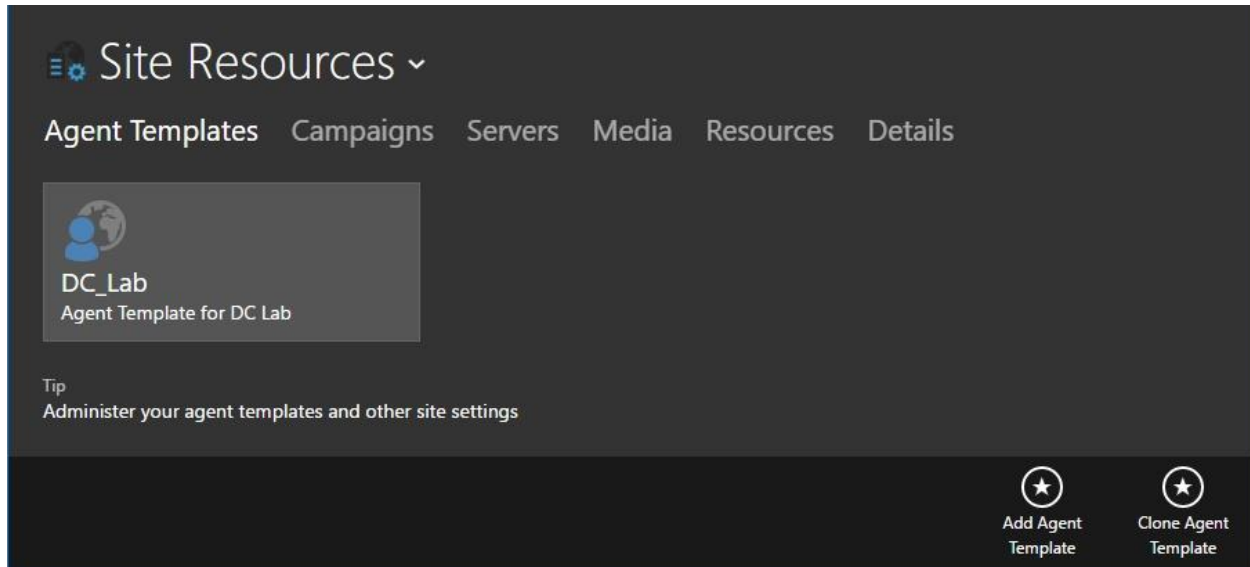 Site Resources
Agent Templates Campaigns Servers Media Resources Details
DC_Lab
Agent Template for DC Lab
Tip
Administer your agent templates and other site settings
Add Agent
Template
Clone Agent
Template